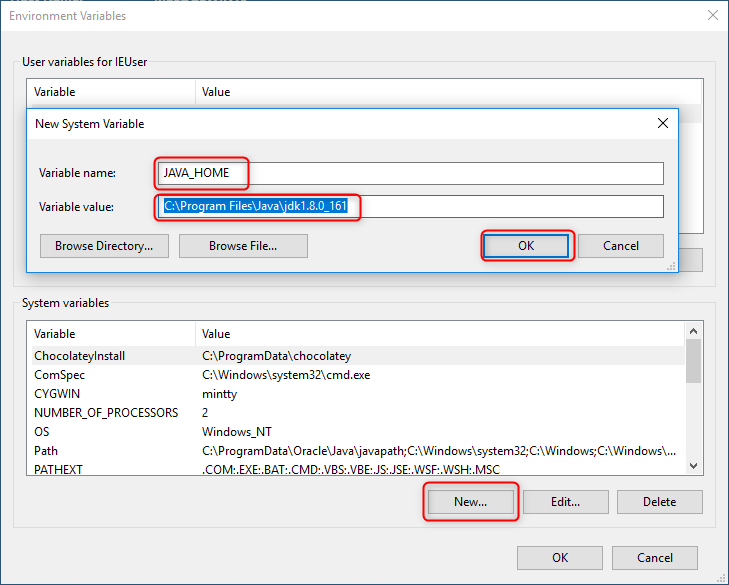 Environment Variables
User variables for IEUser
Variable Value
New System Variable
Variable name: JAVA_HOME
Variable value: C:\Program Files\Java\jdk1.8.0_161
Browse Directory... Browse File... OK Cancel
System variables
Variable Value
ChocolateyInstall C:\ProgramData\chocolatey
ComSpec C:\Windows\system32\cmd.exe
CYGWIN mintty
NUMBER_OF_PROCESSORS 2
OS Windows_NT
Path C:\ProgramData\Oracle\Java\javapath;C:\Windows\system32;C:\Windows;C:\Windows\...
PATHEXT .COM;.EXE;.BAT;.CMD;.VBS;.VBE;.JS;.JSE;.WSF;.WSH;.MSC
New... Edit... Delete
OK Cancel